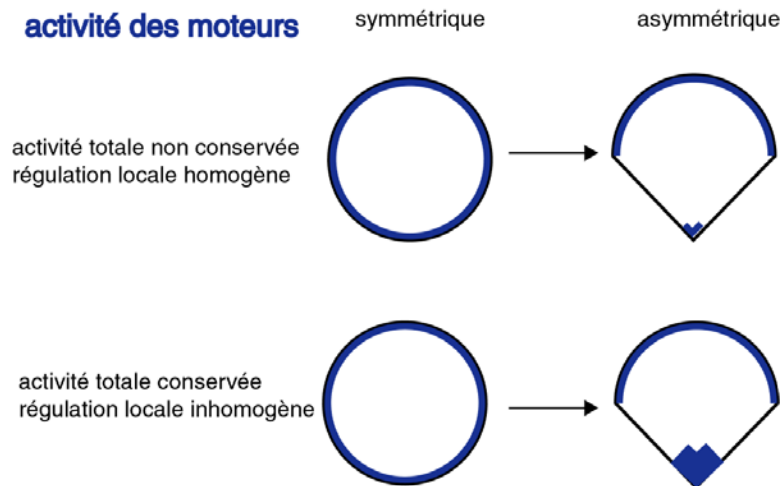 activité des moteurs
symmétrique
asymmétrique
activité totale non conservée
régulation locale homogène
activité totale conservée
régulation locale inhomogène